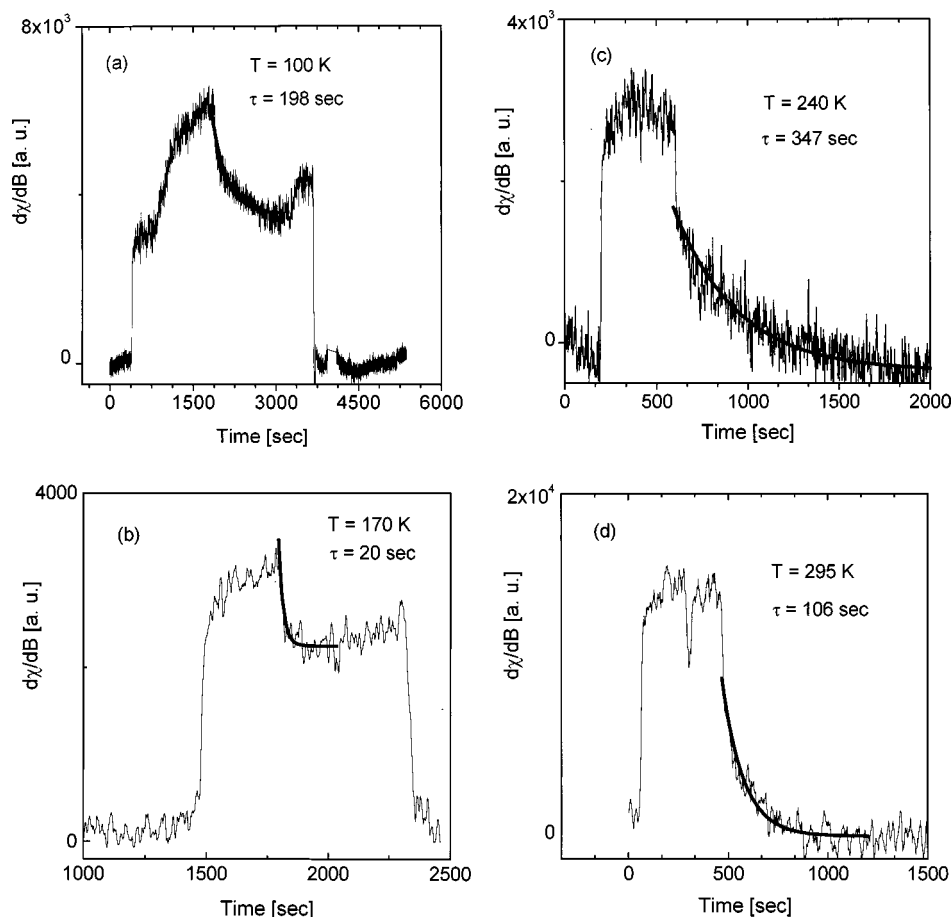 8x10³
(a)
T = 100 K
τ = 198 sec
dχ/dB [a. u.]
0
0 1500 3000 4500 6000
Time [sec]
4x10³
(c)
T = 240 K
τ = 347 sec
dχ/dB [a. u.]
0
0 500 1000 1500 2000
Time [sec]
4000
(b)
T = 170 K
τ = 20 sec
dχ/dB [a. u.]
0
1000 1500 2000 2500
Time [sec]
2x10⁴
(d)
T = 295 K
τ = 106 sec
dχ/dB [a. u.]
0
0 500 1000 1500
Time [sec]